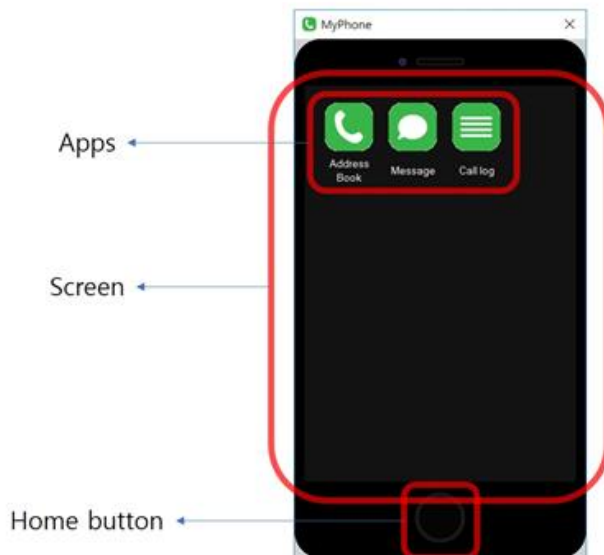 MyPhone
Apps
Address
Book
Message
Call log
Screen
Home button